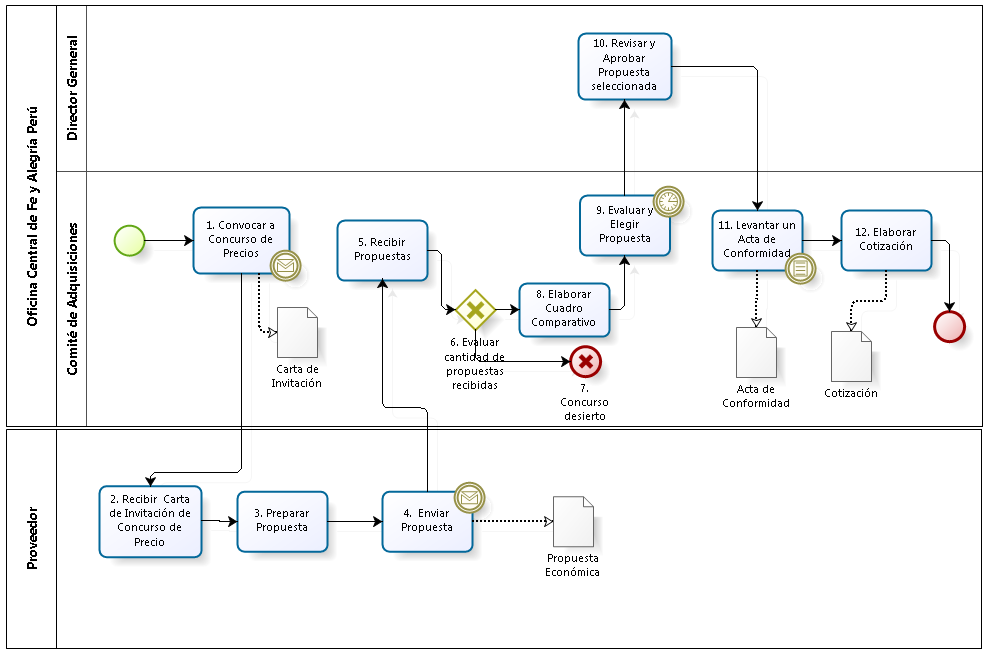 Oficina Central de Fe y Alegría Perú
Director Gerneral
10. Revisar y
Aprobar
Propuesta
seleccionada
Comité de Adquisiciones
1. Convocar a
Concurso de
Precios
Carta de
Invitación
5. Recibir
Propuestas
6. Evaluar
cantidad de
propuestas
recibidas
7.
Concurso
desierto
8. Elaborar
Cuadro
Comparativo
9. Evaluar y
Elegir
Propuesta
11. Levantar un
Acta de
Conformidad
Acta de
Conformidad
12. Elaborar
Cotización
Cotización
Proveedor
2. Recibir Carta
de Invitación de
Concurso de
Precio
3. Preparar
Propuesta
4. Enviar
Propuesta
Propuesta
Económica